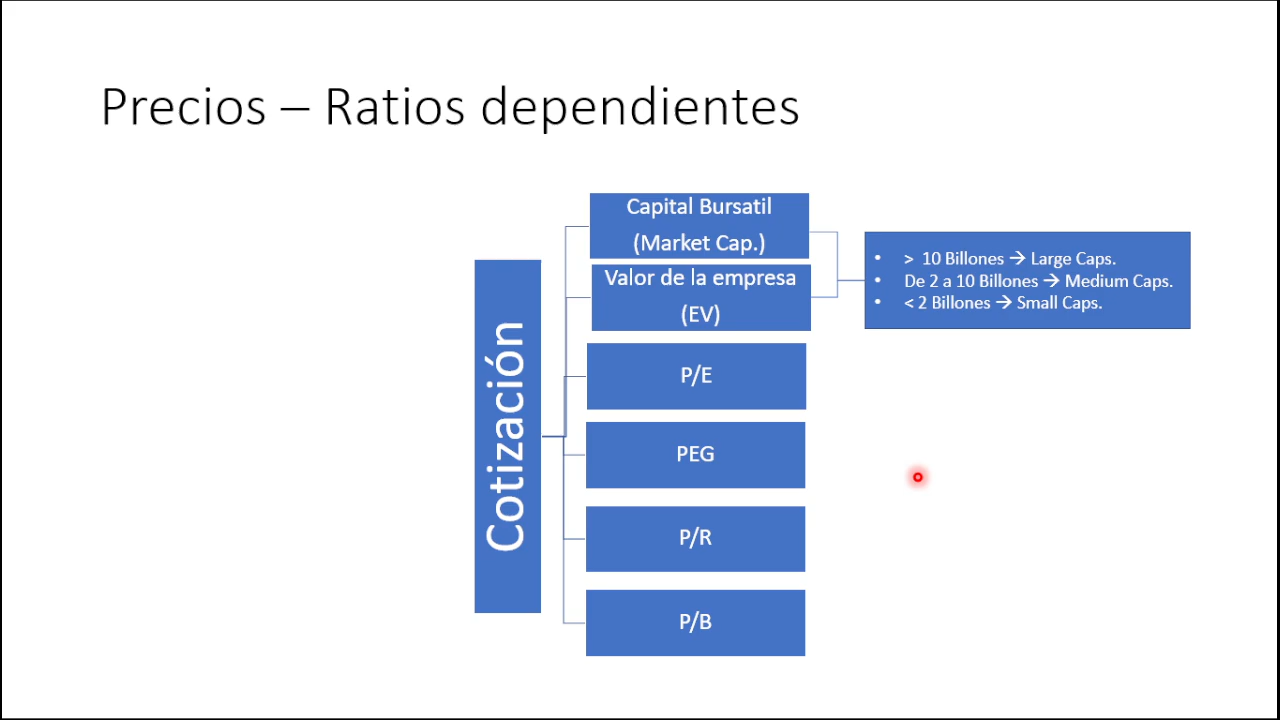 Precios – Ratios dependientes
Cotización
Capital Bursatil
(Market Cap.)
Valor de la empresa
(EV)
P/E
PEG
P/R
P/B
• > 10 Billones → Large Caps.
• De 2 a 10 Billones → Medium Caps.
• < 2 Billones → Small Caps.